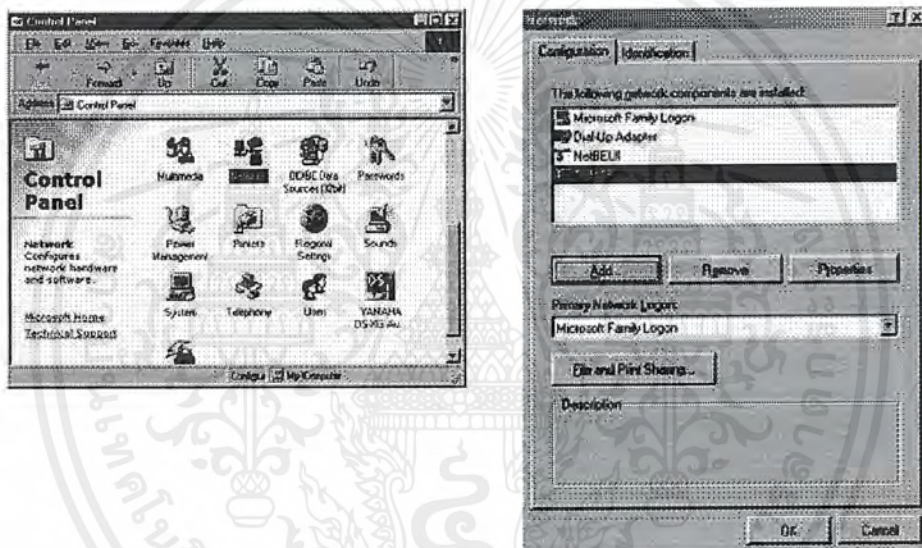 Control Panel
File Edit View Go Favorites Help
Forward Up Cut Copy Paste Undo
Address Control Panel
Control
Panel
Network
Configures
network hardware
and software.
Microsoft Home
Technical Support
Multimedia
ODBC Data
Sources (32bit)
Passwords
Power
Management
Printers
Regional
Settings
Sounds
System
Telephony
Users
YAMAHA
DS-XG Au..
My Computer
Network
Configuration Identification
The following network components are installed:
Microsoft Family Logon
Dial-Up Adapter
NetBEUI
Add... Remove Properties
Primary Network Logon:
Microsoft Family Logon
File and Print Sharing...
Description
OK Cancel